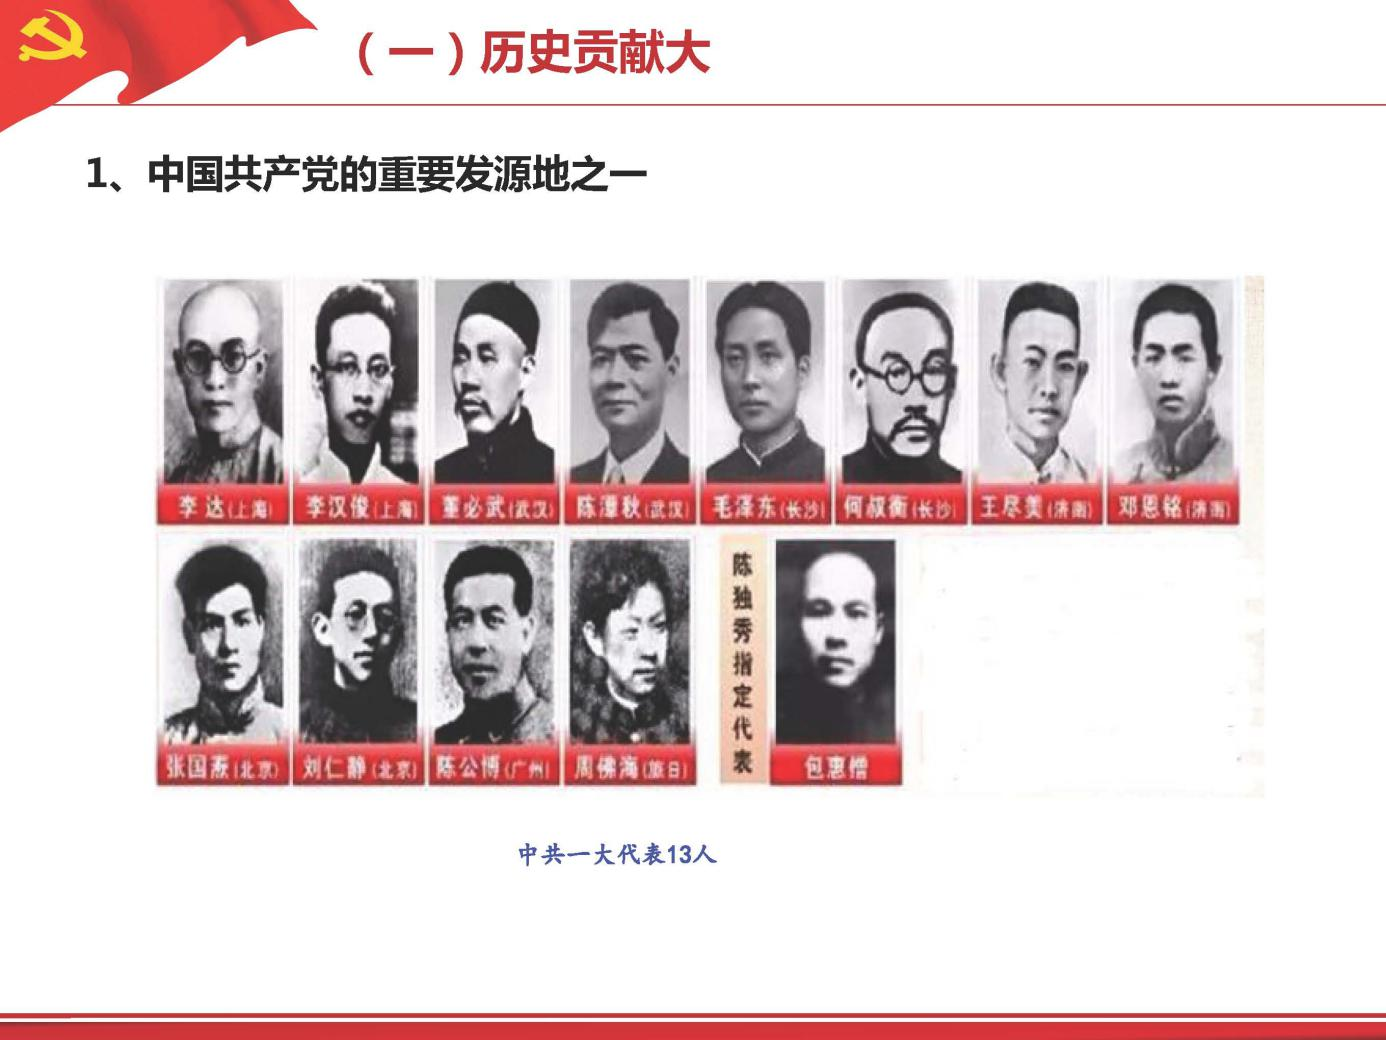 （一）历史贡献大
1、中国共产党的重要发源地之一
李 达(上海)
李汉俊(上海)
董必武(武汉)
陈潭秋(武汉)
毛泽东(长沙)
何叔衡(长沙)
王尽美(济南)
邓恩铭(济南)
张国焘(北京)
刘仁静(北京)
陈公博(广州)
周佛海(旅日)
陈独秀指定代表
包惠僧
中共一大代表13人